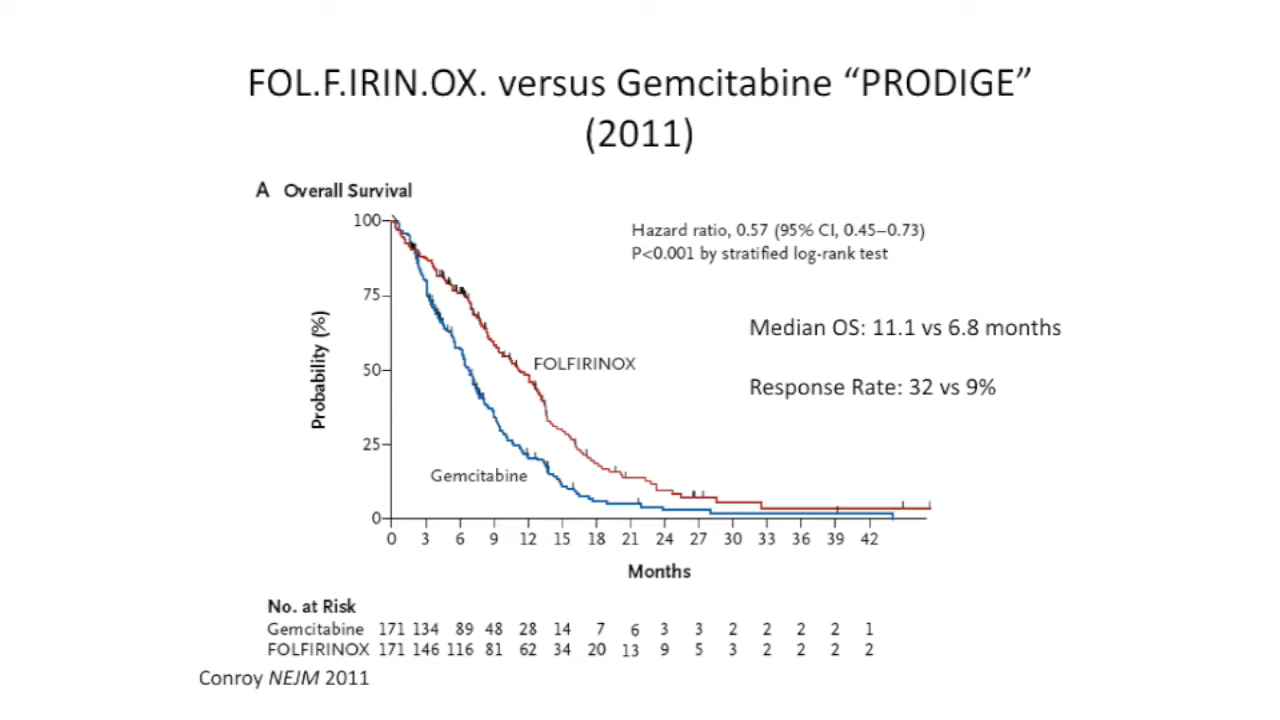 FOL.F.IRIN.OX. versus Gemcitabine “PRODIGE”
(2011)
A Overall Survival
100
75
50
25
0
Probability (%)
Hazard ratio, 0.57 (95% CI, 0.45–0.73)
P<0.001 by stratified log-rank test
Median OS: 11.1 vs 6.8 months
FOLFIRINOX
Response Rate: 32 vs 9%
Gemcitabine
0 3 6 9 12 15 18 21 24 27 30 33 36 39 42
Months
No. at Risk
Gemcitabine 171 134 89 48 28 14 7 6 3 3 2 2 2 2 1
FOLFIRINOX 171 146 116 81 62 34 20 13 9 5 3 2 2 2 2
Conroy NEJM 2011